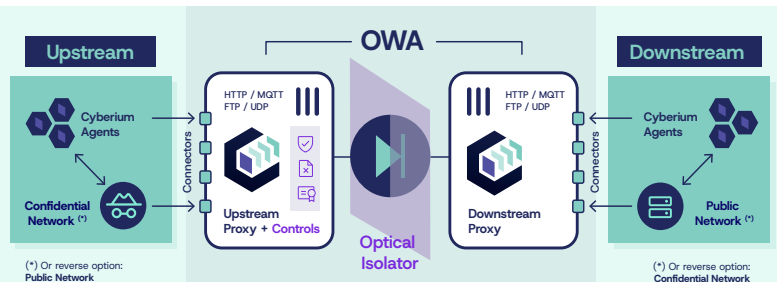 OWA
Upstream
Downstream
HTTP / MQTT
FTP / UDP
HTTP / MQTT
FTP / UDP
Cyberium
Agents
Connectors
Connectors
Cyberium
Agents
Confidential
Network (*)
Upstream
Proxy + Controls
Downstream
Proxy
Public
Network (*)
Optical
Isolator
(*) Or reverse option:
Public Network
(*) Or reverse option:
Confidential Network